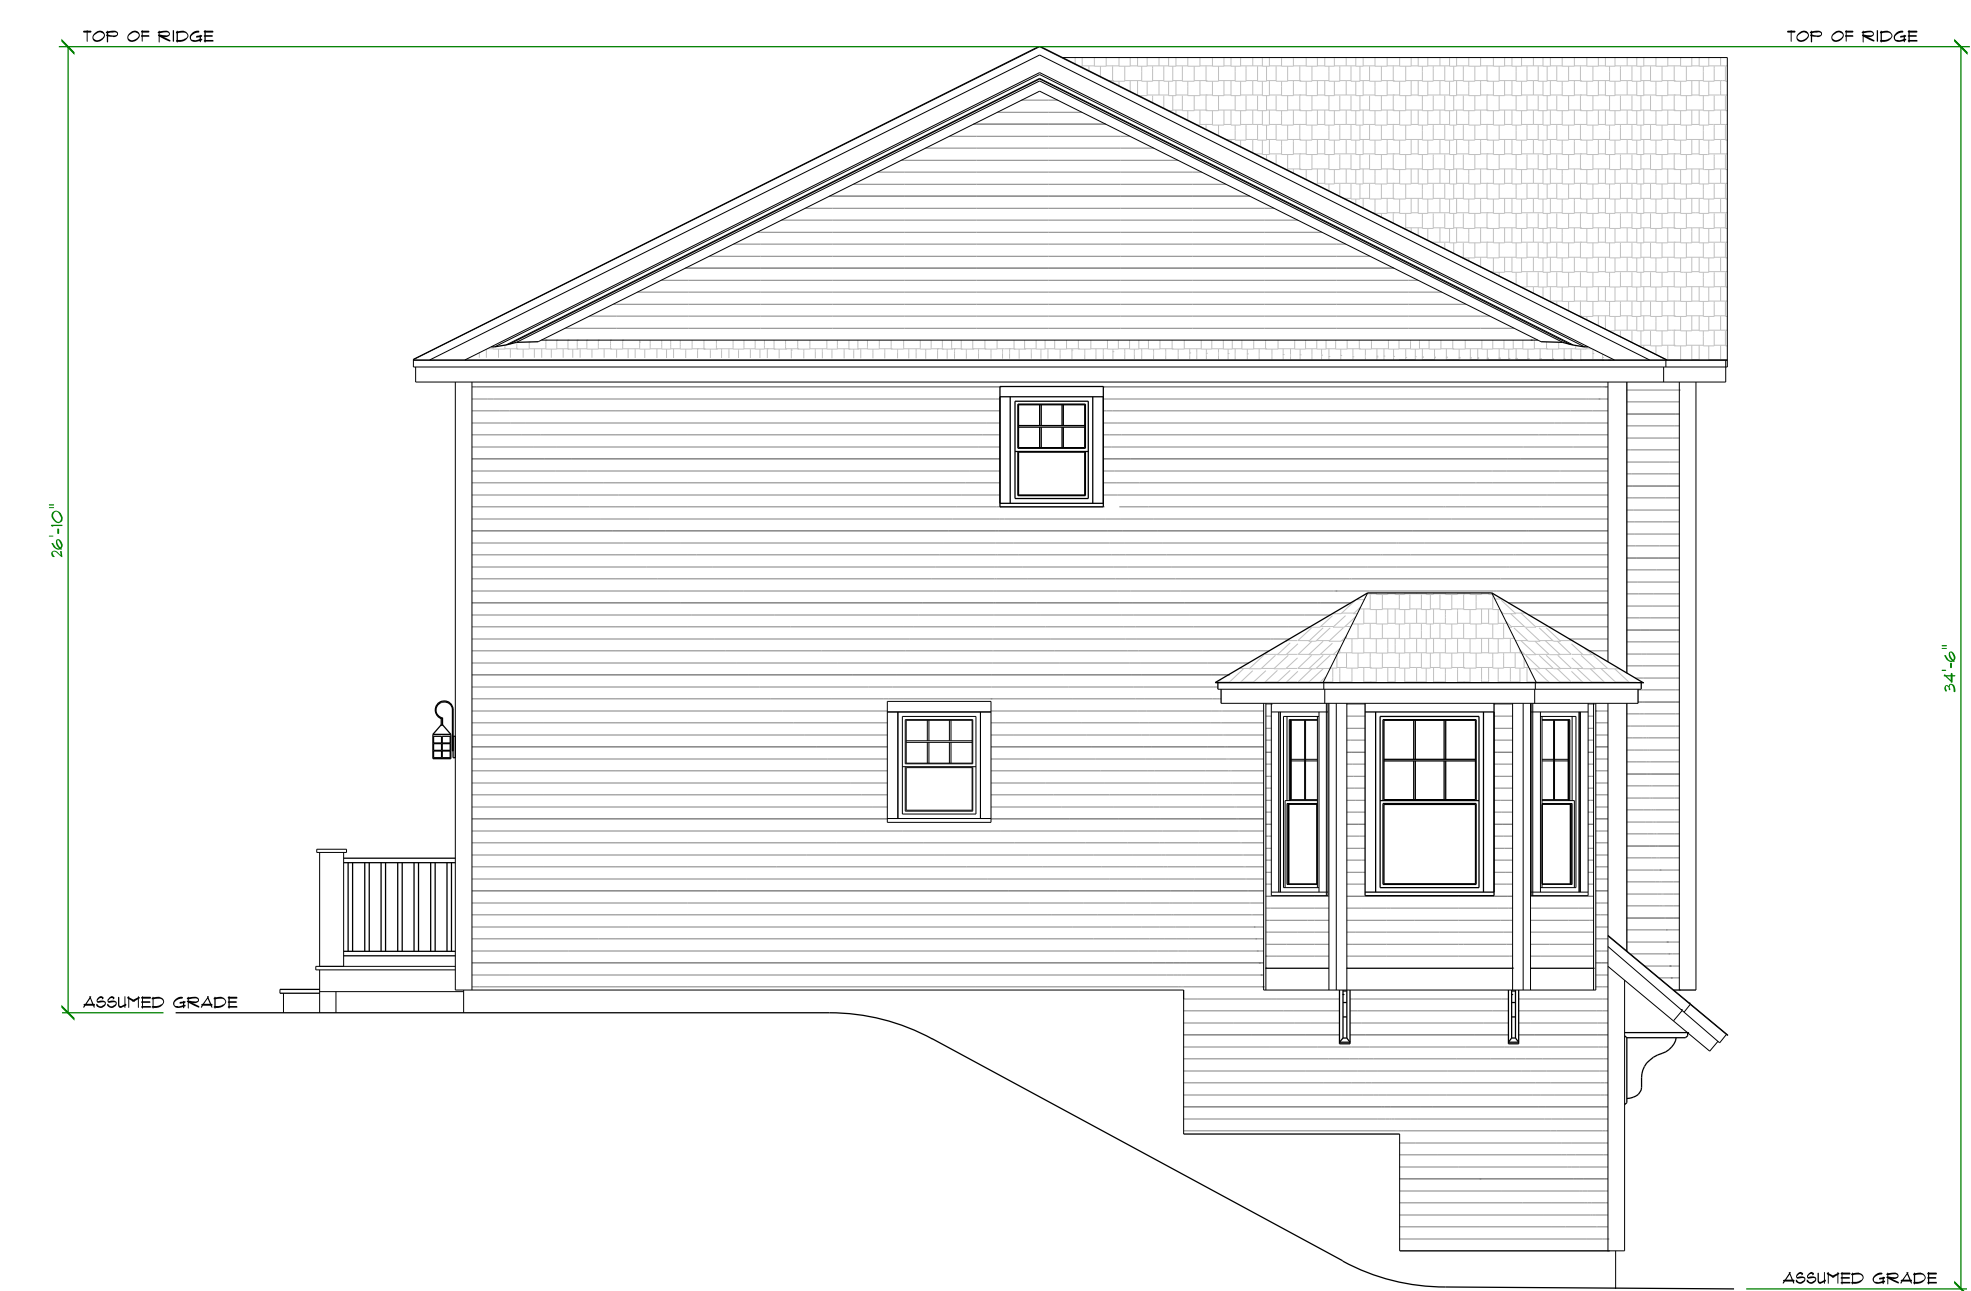 TOP OF RIDGE
TOP OF RIDGE
26'-10"
34'-6"
ASSUMED GRADE
ASSUMED GRADE